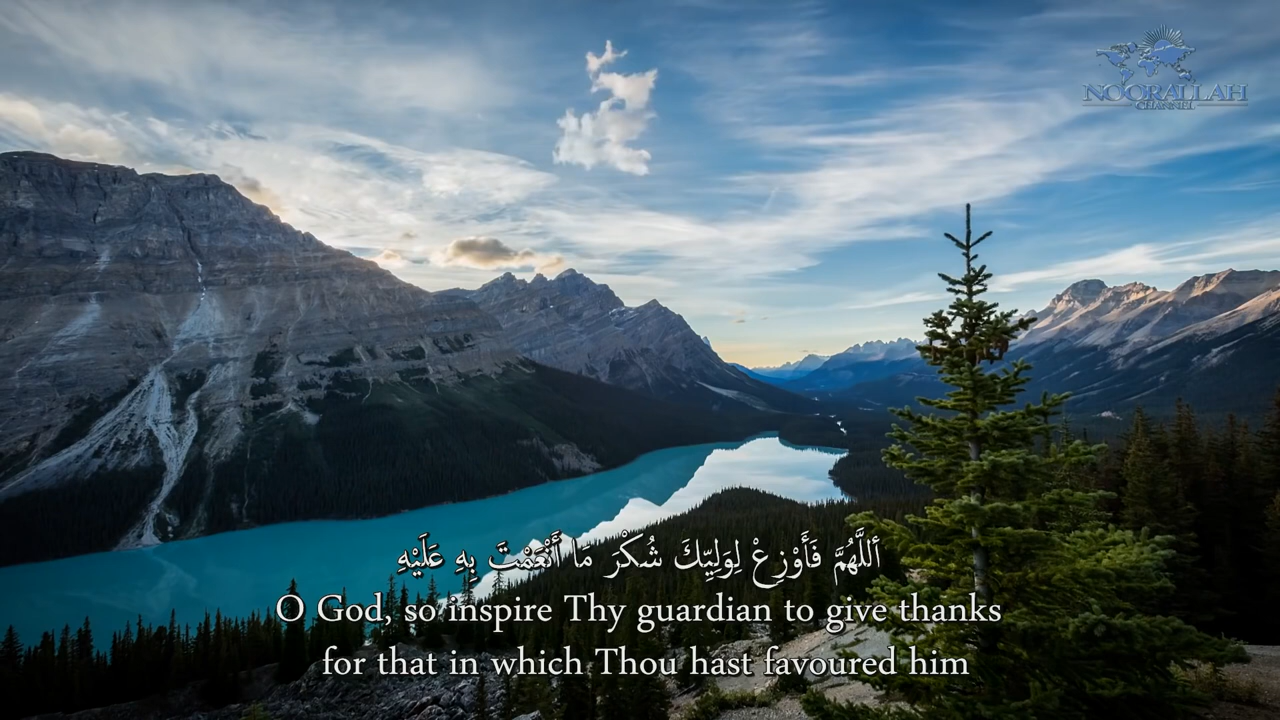 NOORALLAH
CHANNEL
أَللَّهُمَّ فَأَوْزِعْ لِوَلِيِّكَ شُكْرَ مَا أَنْعَمْتَ بِهِ عَلَيْهِ
O God, so inspire Thy guardian to give thanks
for that in which Thou hast favoured him